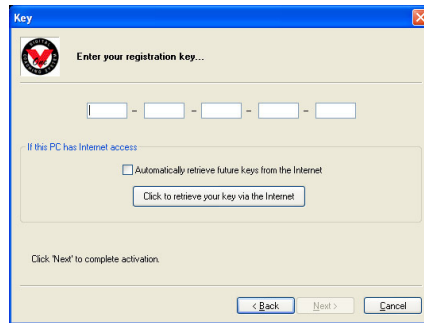 Key
Enter your registration key...
- - - -
If this PC has Internet access
Automatically retrieve future keys from the Internet
Click to retrieve your key via the Internet
Click 'Next' to complete activation.
< Back Next > Cancel